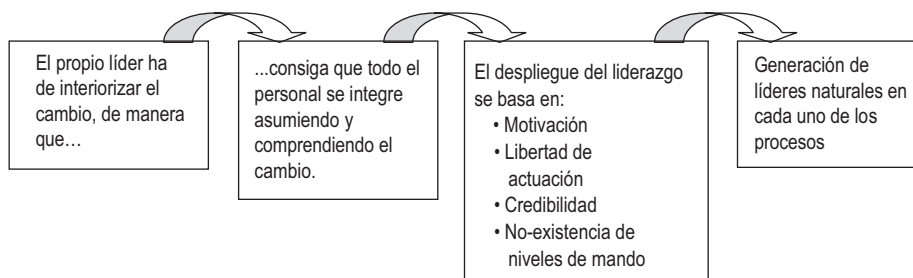 El propio líder ha
de interiorizar el
cambio, de manera
que…
...consiga que todo el
personal se integre
asumiendo y
comprendiendo el
cambio.
El despliegue del liderazgo
se basa en:
• Motivación
• Libertad de
actuación
• Credibilidad
• No-existencia de
niveles de mando
Generación de
líderes naturales en
cada uno de los
procesos